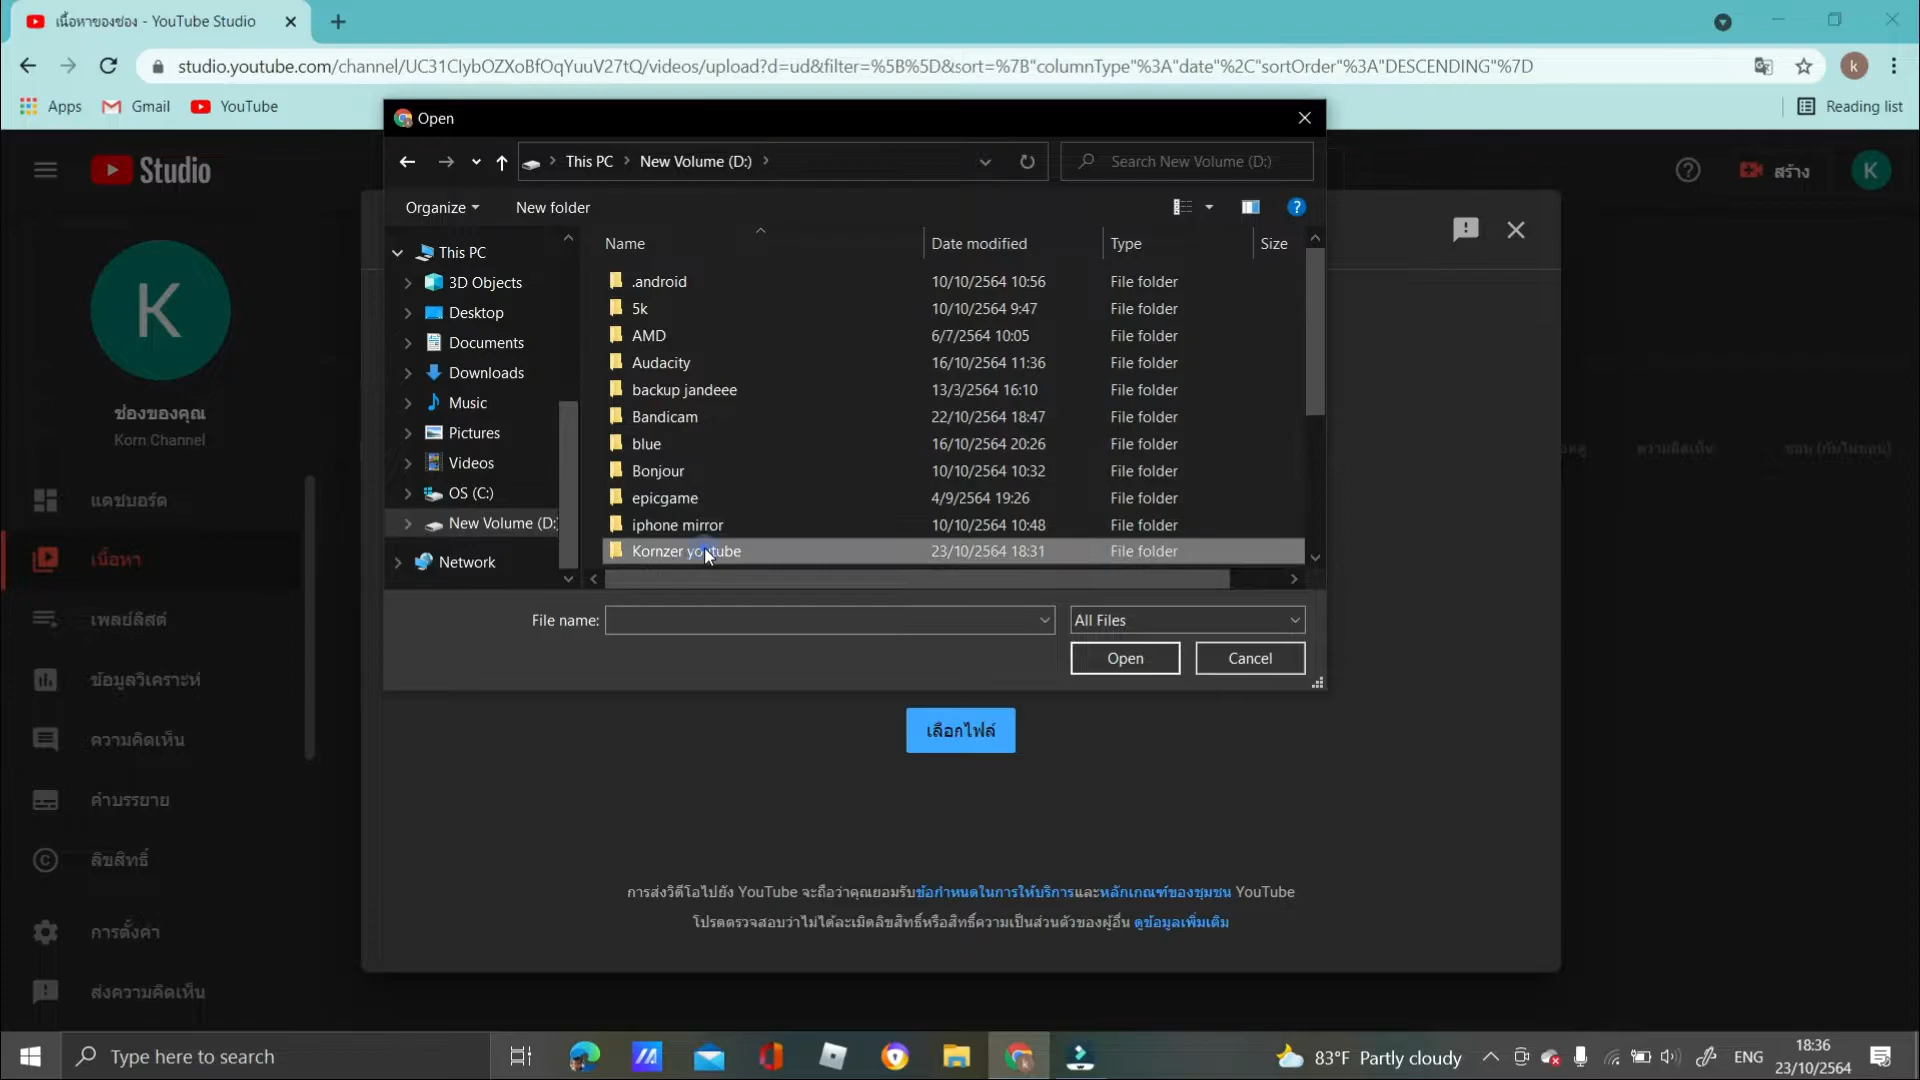 เนื้อหาของช่อง - YouTube Studio
studio.youtube.com/channel/UC31CIybOZXoBfOqYuuV27tQ/videos/upload?d=ud&filter=%5B%5D&sort=%7B"columnType"%3A"date"%2C"sortOrder"%3A"DESCENDING"%7D
k
Apps Gmail YouTube Reading list
Open
This PC New Volume (D:) Search New Volume (D:)
Studio สร้าง K
Organize New folder
Name Date modified Type Size
This PC
3D Objects
Desktop
Documents
Downloads
Music
Pictures
Videos
OS (C:)
New Volume (D:)
Network
.android 10/10/2564 10:56 File folder
5k 10/10/2564 9:47 File folder
AMD 6/7/2564 10:05 File folder
Audacity 16/10/2564 11:36 File folder
backup jandeee 13/3/2564 16:10 File folder
Bandicam 22/10/2564 18:47 File folder
blue 16/10/2564 20:26 File folder
Bonjour 10/10/2564 10:32 File folder
epicgame 4/9/2564 19:26 File folder
iphone mirror 10/10/2564 10:48 File folder
Kornzer youtube 23/10/2564 18:31 File folder
File name: All Files
Open Cancel
K
ช่องของคุณ
Korn Channel
แดชบอร์ด
เนื้อหา
เพลย์ลิสต์
ข้อมูลวิเคราะห์
ความคิดเห็น
คำบรรยาย
ลิขสิทธิ์
การตั้งค่า
ส่งความคิดเห็น
ความคิดเห็น
เลือกไฟล์
การส่งวิดีโอไปยัง YouTube จะถือว่าคุณยอมรับข้อกำหนดในการให้บริการและหลักเกณฑ์ของชุมชน YouTube
โปรดตรวจสอบว่าไม่ได้ละเมิดลิขสิทธิ์หรือสิทธิ์ความเป็นส่วนตัวของผู้อื่น ดูข้อมูลเพิ่มเติม
Type here to search
83°F Partly cloudy ENG
18:36
23/10/2564